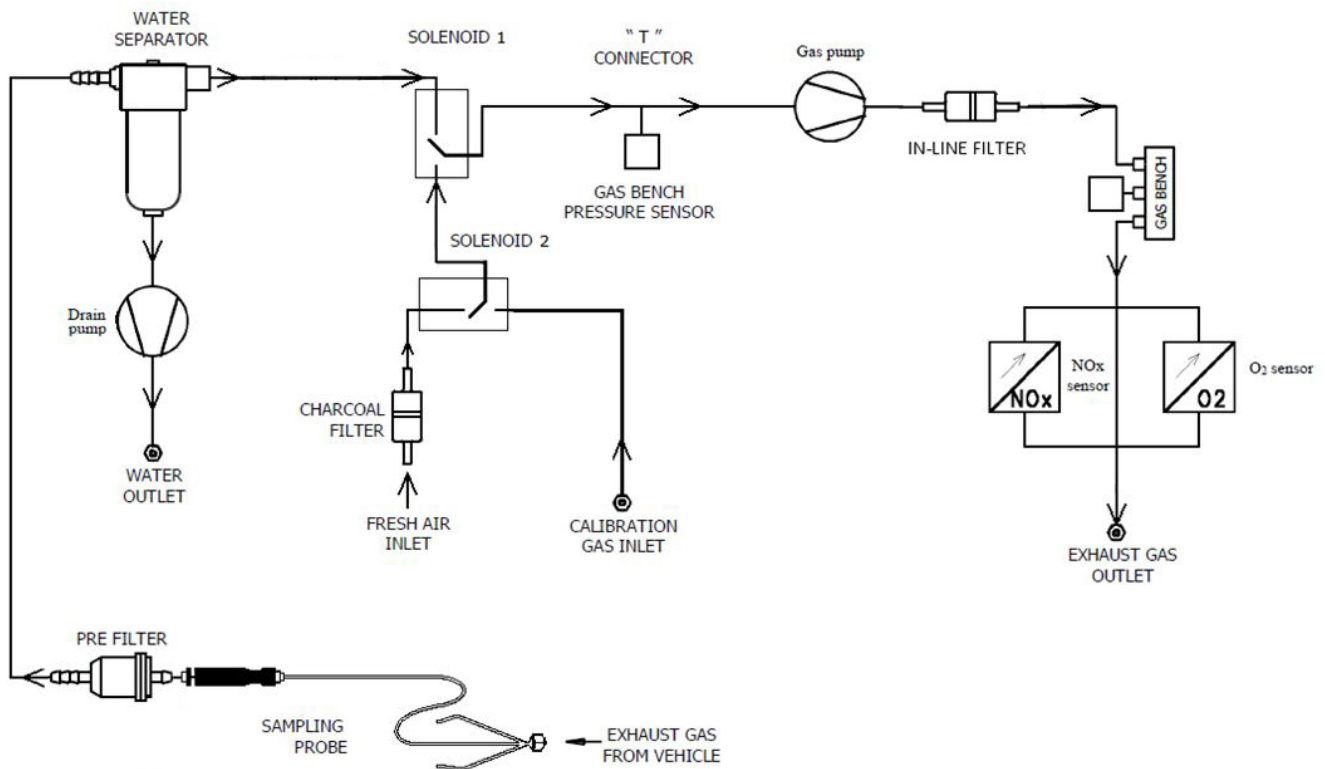 WATER
SEPARATOR
SOLENOID 1
" T "
CONNECTOR
Gas pump
IN-LINE FILTER
GAS BENCH
GAS BENCH
PRESSURE SENSOR
SOLENOID 2
Drain
pump
CHARCOAL
FILTER
WATER
OUTLET
FRESH AIR
INLET
CALIBRATION
GAS INLET
NOx
NOx
sensor
O2
O2 sensor
EXHAUST GAS
OUTLET
PRE FILTER
SAMPLING
PROBE
EXHAUST GAS
FROM VEHICLE